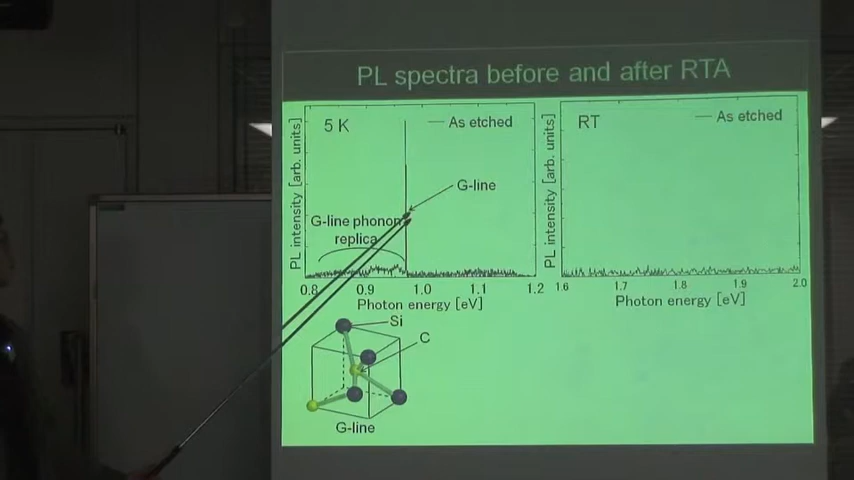 PL spectra before and after RTA
PL intensity [arb. units]
5 K
As etched
G-line
G-line phonon
replica
0.8 0.9 1.0 1.1 1.2
Photon energy [eV]
PL intensity [arb. units]
RT
As etched
1.6 1.7 1.8 1.9 2.0
Photon energy [eV]
Si
C
G-line